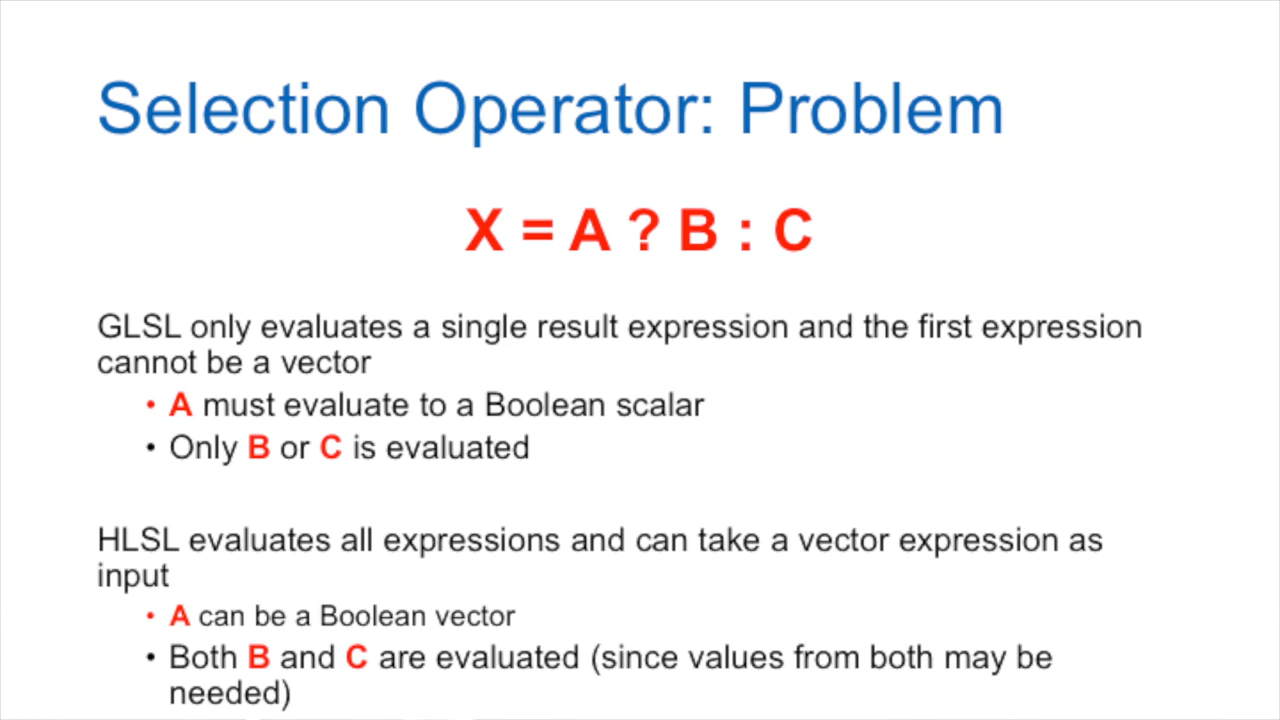 Selection Operator: Problem
X = A ? B : C
GLSL only evaluates a single result expression and the first expression
cannot be a vector
• A must evaluate to a Boolean scalar
• Only B or C is evaluated
HLSL evaluates all expressions and can take a vector expression as
input
• A can be a Boolean vector
• Both B and C are evaluated (since values from both may be
needed)